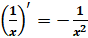 (1/x)′ = −1/x²